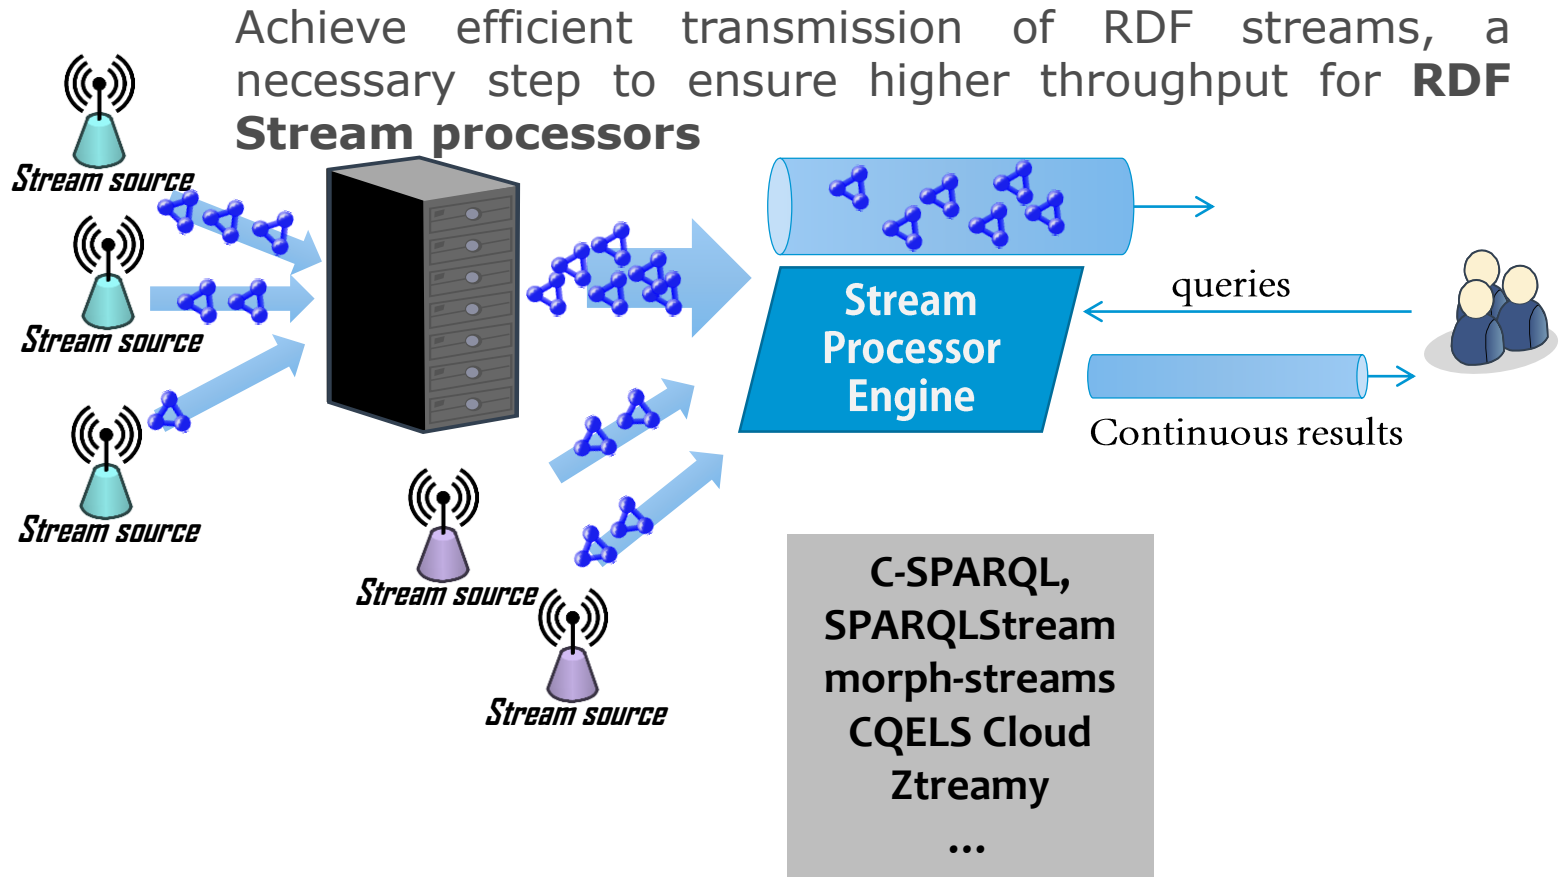 Achieve efficient transmission of RDF streams, a
necessary step to ensure higher throughput for RDF
Stream processors
Stream source
Stream source
Stream source
Stream source
Stream source
Stream
Processor
Engine
queries
Continuous results
C-SPARQL,
SPARQLStream
morph-streams
CQELS Cloud
Ztreamy
...